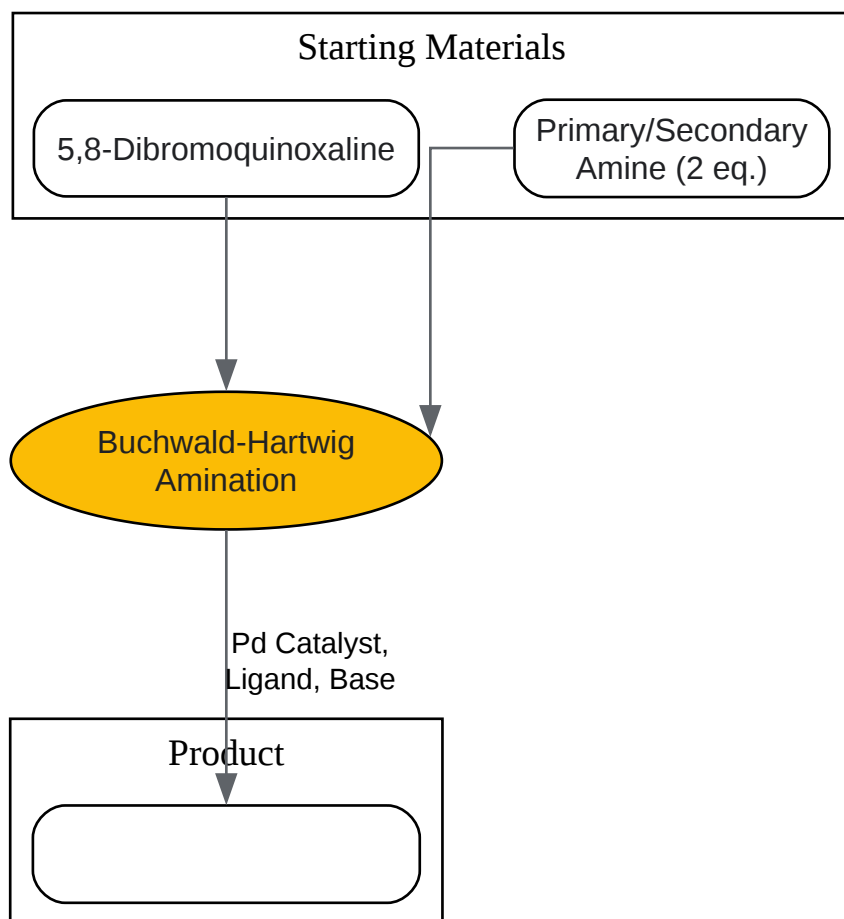 Starting Materials
5,8-Dibromoquinoxaline
Primary/Secondary
Amine (2 eq.)
Buchwald-Hartwig
Amination
Pd Catalyst,
Ligand, Base
Product